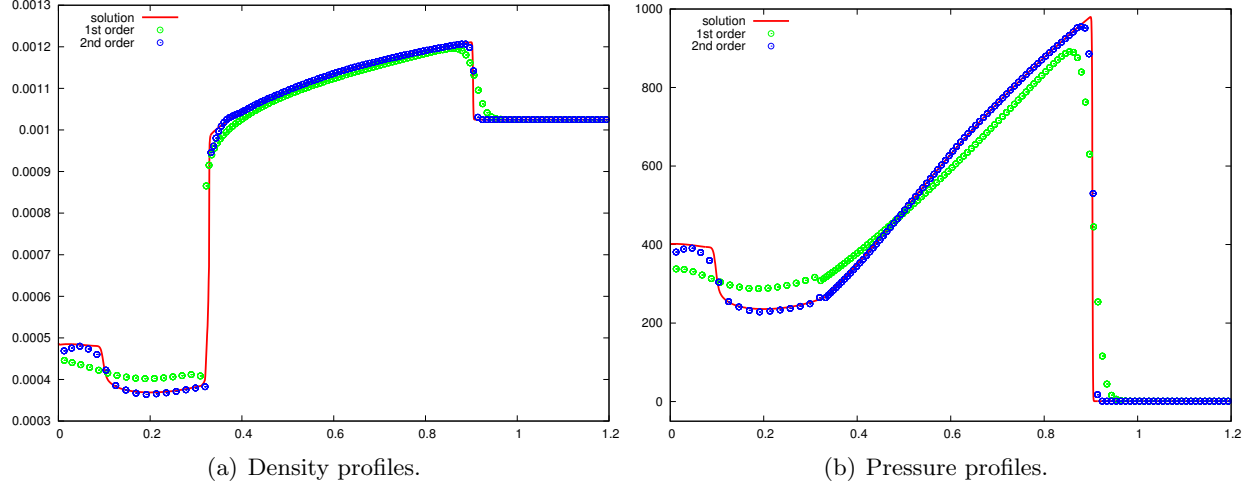 0.0013
0.0012
0.0011
0.001
0.0009
0.0008
0.0007
0.0006
0.0005
0.0004
0.0003
solution
1st order
2nd order
0 0.2 0.4 0.6 0.8 1 1.2
(a) Density profiles.
1000
800
600
400
200
0
solution
1st order
2nd order
0 0.2 0.4 0.6 0.8 1 1.2
(b) Pressure profiles.